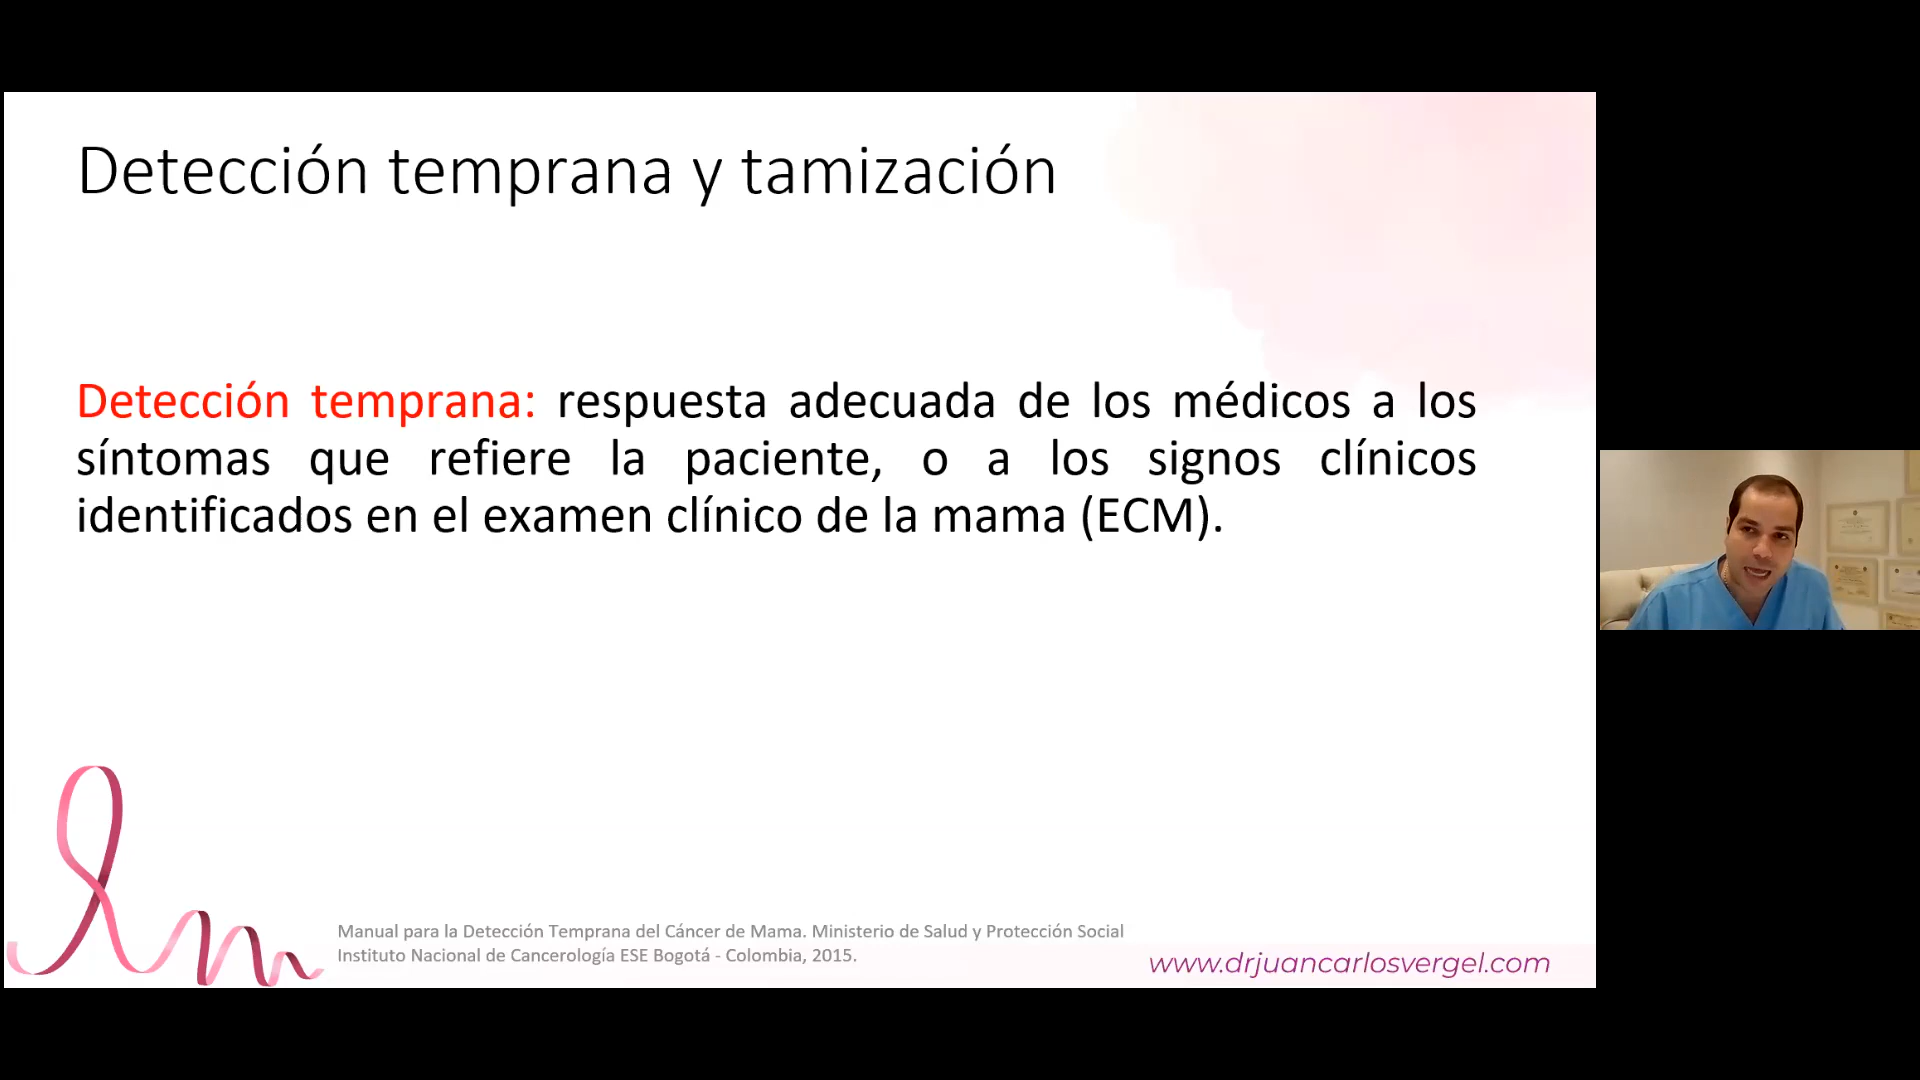 Detección temprana y tamización
Detección temprana: respuesta adecuada de los médicos a los
síntomas que refiere la paciente, o a los signos clínicos
identificados en el examen clínico de la mama (ECM).
Manual para la Detección Temprana del Cáncer de Mama. Ministerio de Salud y Protección Social
Instituto Nacional de Cancerología ESE Bogotá - Colombia, 2015.
www.drjuancarlosvergel.com